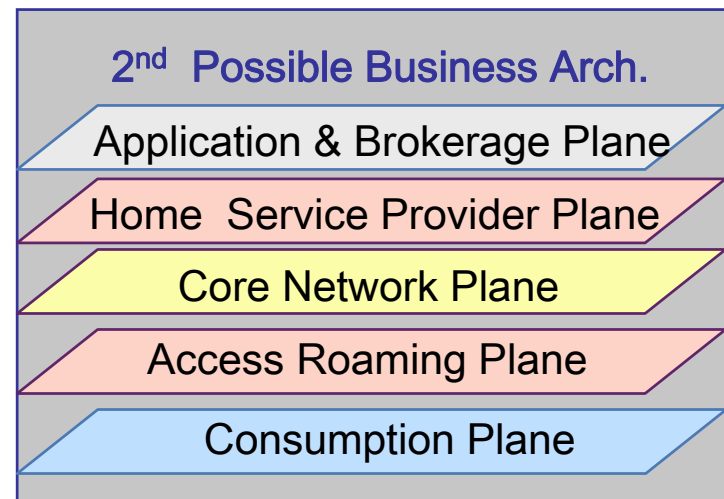 2nd Possible Business Arch.
Application & Brokerage Plane
Home Service Provider Plane
Core Network Plane
Access Roaming Plane
Consumption Plane